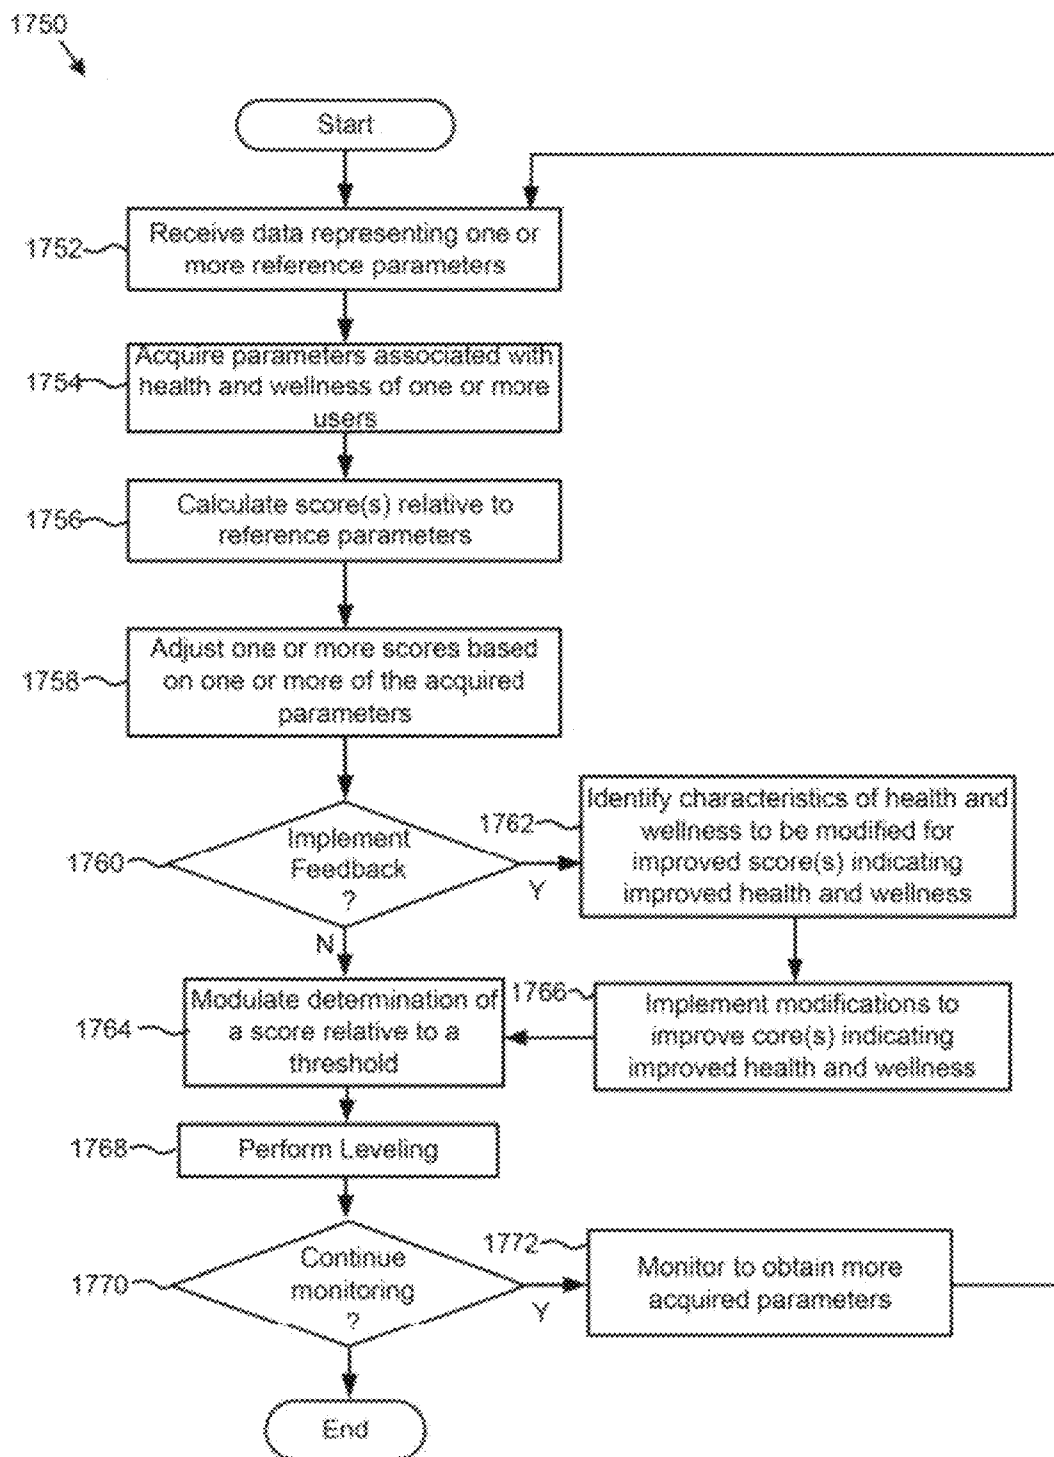 1750
Start
1752
Receive data representing one or
more reference parameters
1754
Acquire parameters associated with
health and wellness of one or more
users
1756
Calculate score(s) relative to
reference parameters
1758
Adjust one or more scores based
on one or more of the acquired
parameters
1760
Implement
Feedback
?
Y
N
1762
Identify characteristics of health and
wellness to be modified for
improved score(s) indicating
improved health and wellness
1764
Modulate determination of
a score relative to a
threshold
1766
Implement modifications to
improve core(s) indicating
improved health and wellness
1768
Perform Leveling
1770
Continue
monitoring
?
Y
1772
Monitor to obtain more
acquired parameters
End